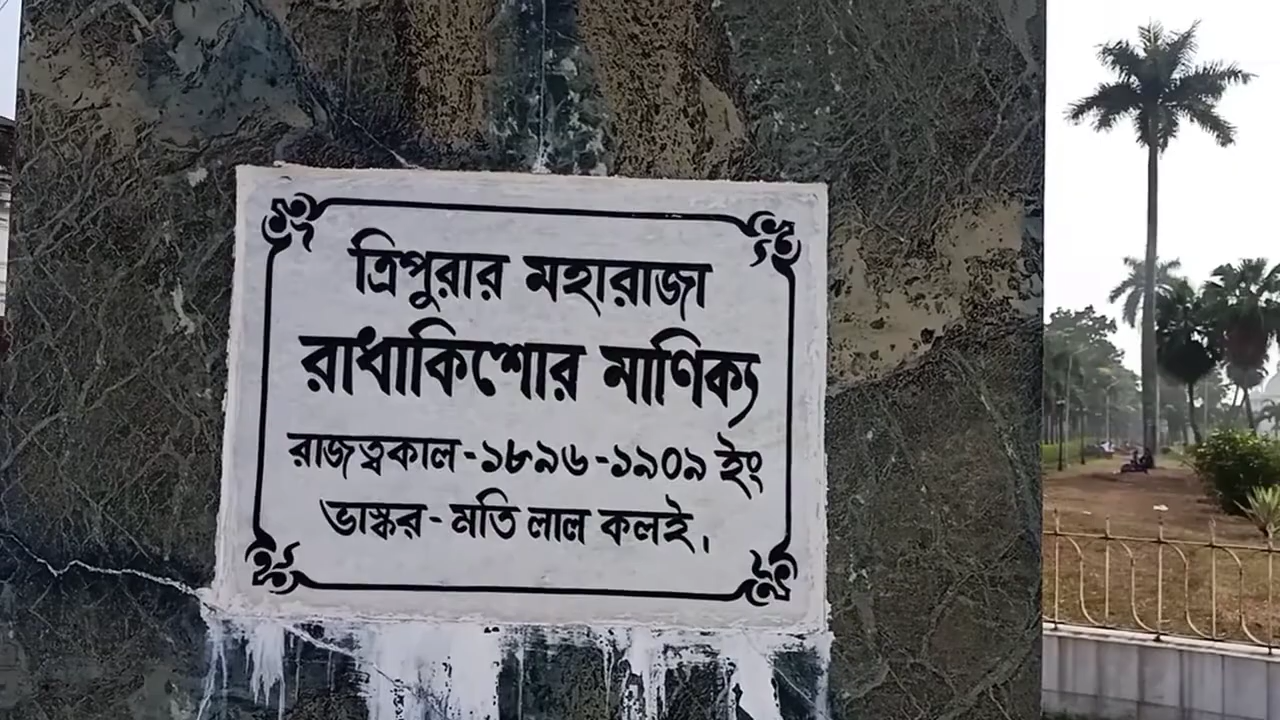 ত্রিপুরার মহারাজা
রাধাকিশোর মাণিক্য
রাজত্বকাল-১৮৯৬-১৯০৯ ইং
ভাস্কর- মতি লাল কলই.